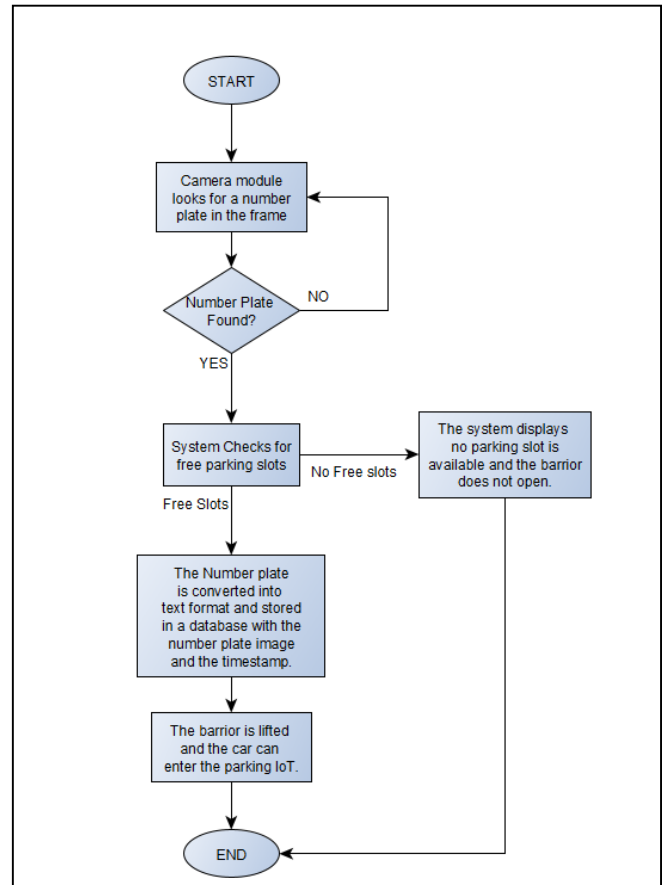 START
Camera module
looks for a number
plate in the frame
Number Plate
Found?
NO
YES
System Checks for
free parking slots
No Free slots
The system displays
no parking slot is
available and the barrior
does not open.
Free Slots
The Number plate
is converted into
text format and stored
in a database with the
number plate image
and the timestamp.
The barrior is lifted
and the car can
enter the parking IoT.
END